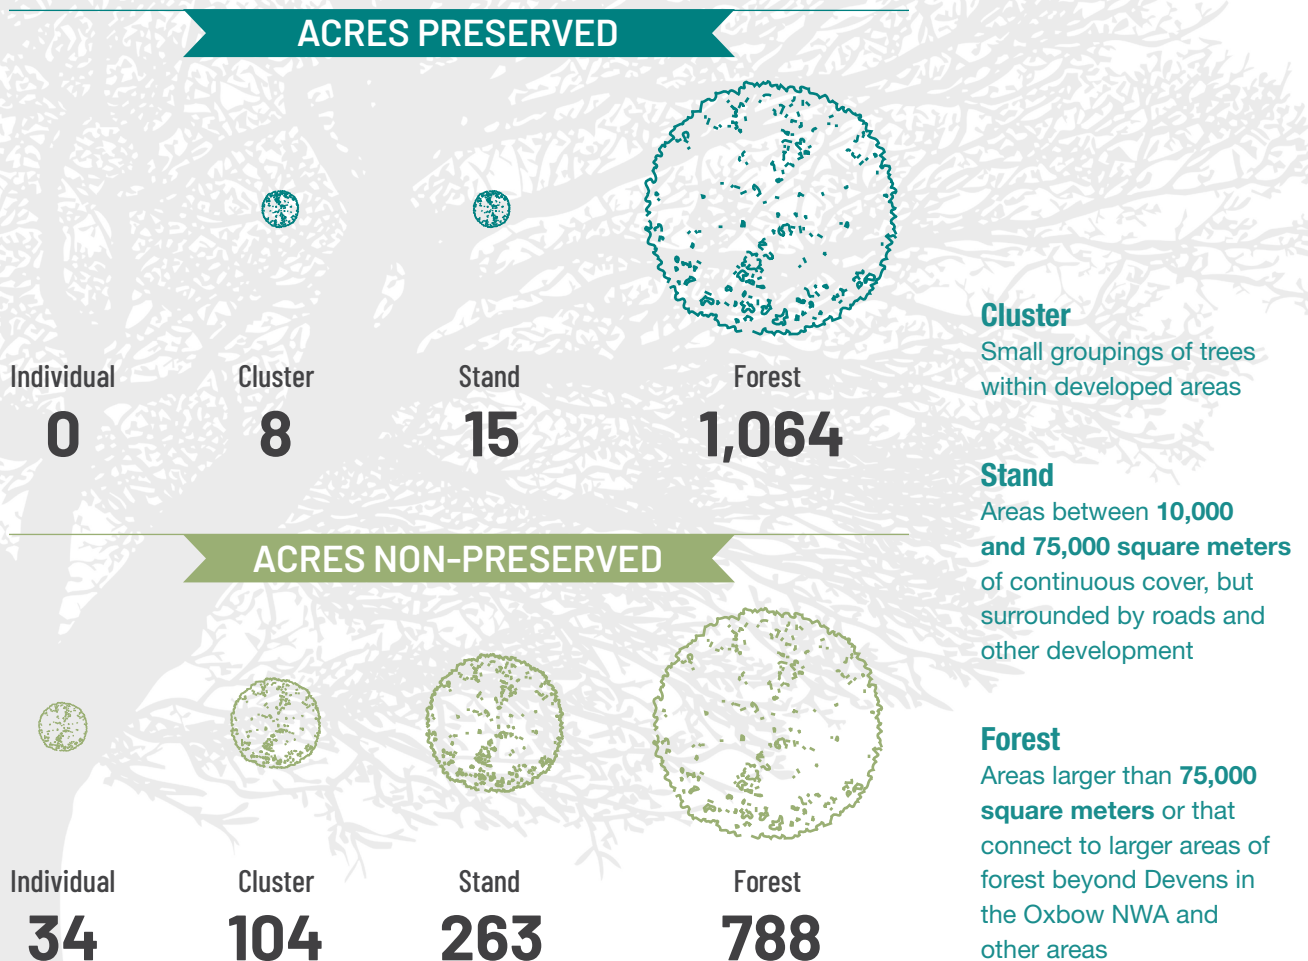 ACRES PRESERVED
Individual
0
Cluster
8
Stand
15
Forest
1,064
ACRES NON-PRESERVED
Individual
34
Cluster
104
Stand
263
Forest
788
Cluster
Small groupings of trees
within developed areas
Stand
Areas between 10,000
and 75,000 square meters
of continuous cover, but
surrounded by roads and
other development
Forest
Areas larger than 75,000
square meters or that
connect to larger areas of
forest beyond Devens in
the Oxbow NWA and
other areas